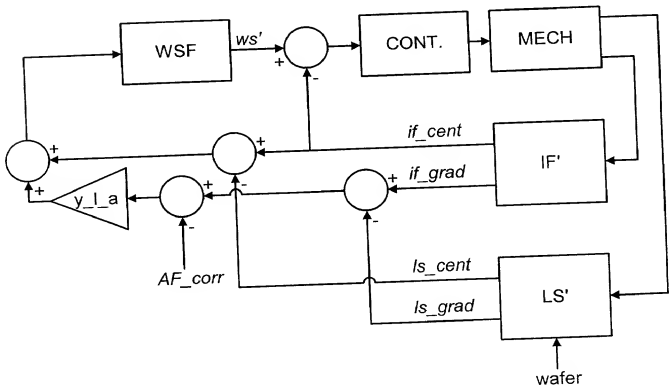 WSF
ws'
CONT.
MECH
+
-
if_cent
IF'
if_grad
+
+
-
+
-
+
-
+
y_l_a
AF_corr
ls_cent
LS'
ls_grad
wafer